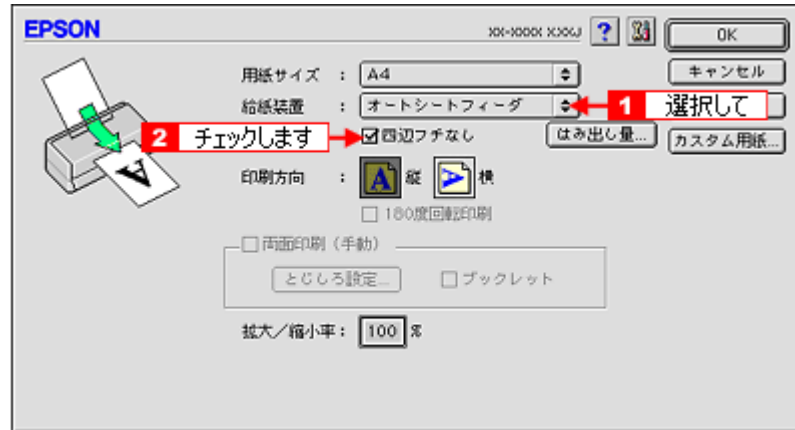 EPSON XX-XXXX X.XXJ ? OK
用紙サイズ : A4 キャンセル
給紙装置 : オートシートフィーダ 1 選択して
2 チェックします 四辺フチなし はみ出し量... カスタム用紙...
印刷方向 : A 縦 A 横
180度回転印刷
両面印刷(手動)
とじしろ設定... ブックレット
拡大/縮小率: 100 %
A